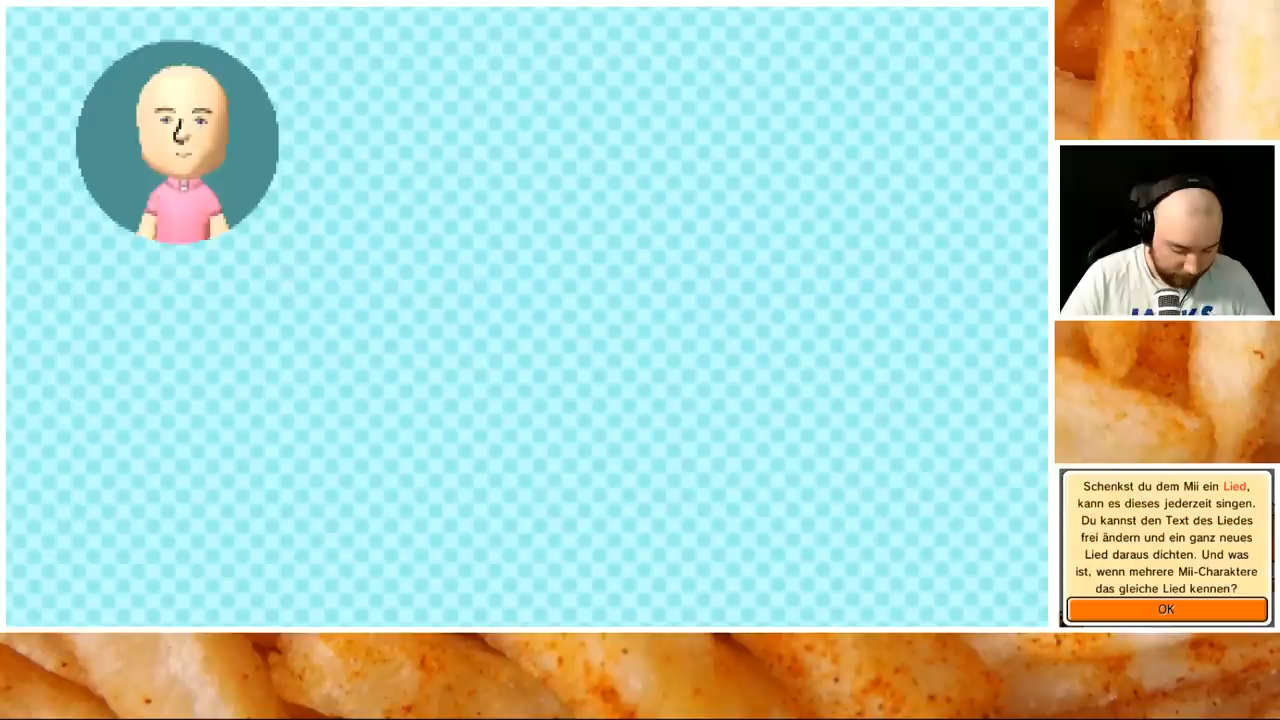 Schenkst du dem Mii ein Lied,
kann es dieses jederzeit singen.
Du kannst den Text des Liedes
frei ändern und ein ganz neues
Lied daraus dichten. Und was
ist, wenn mehrere Mii-Charaktere
das gleiche Lied kennen?
OK